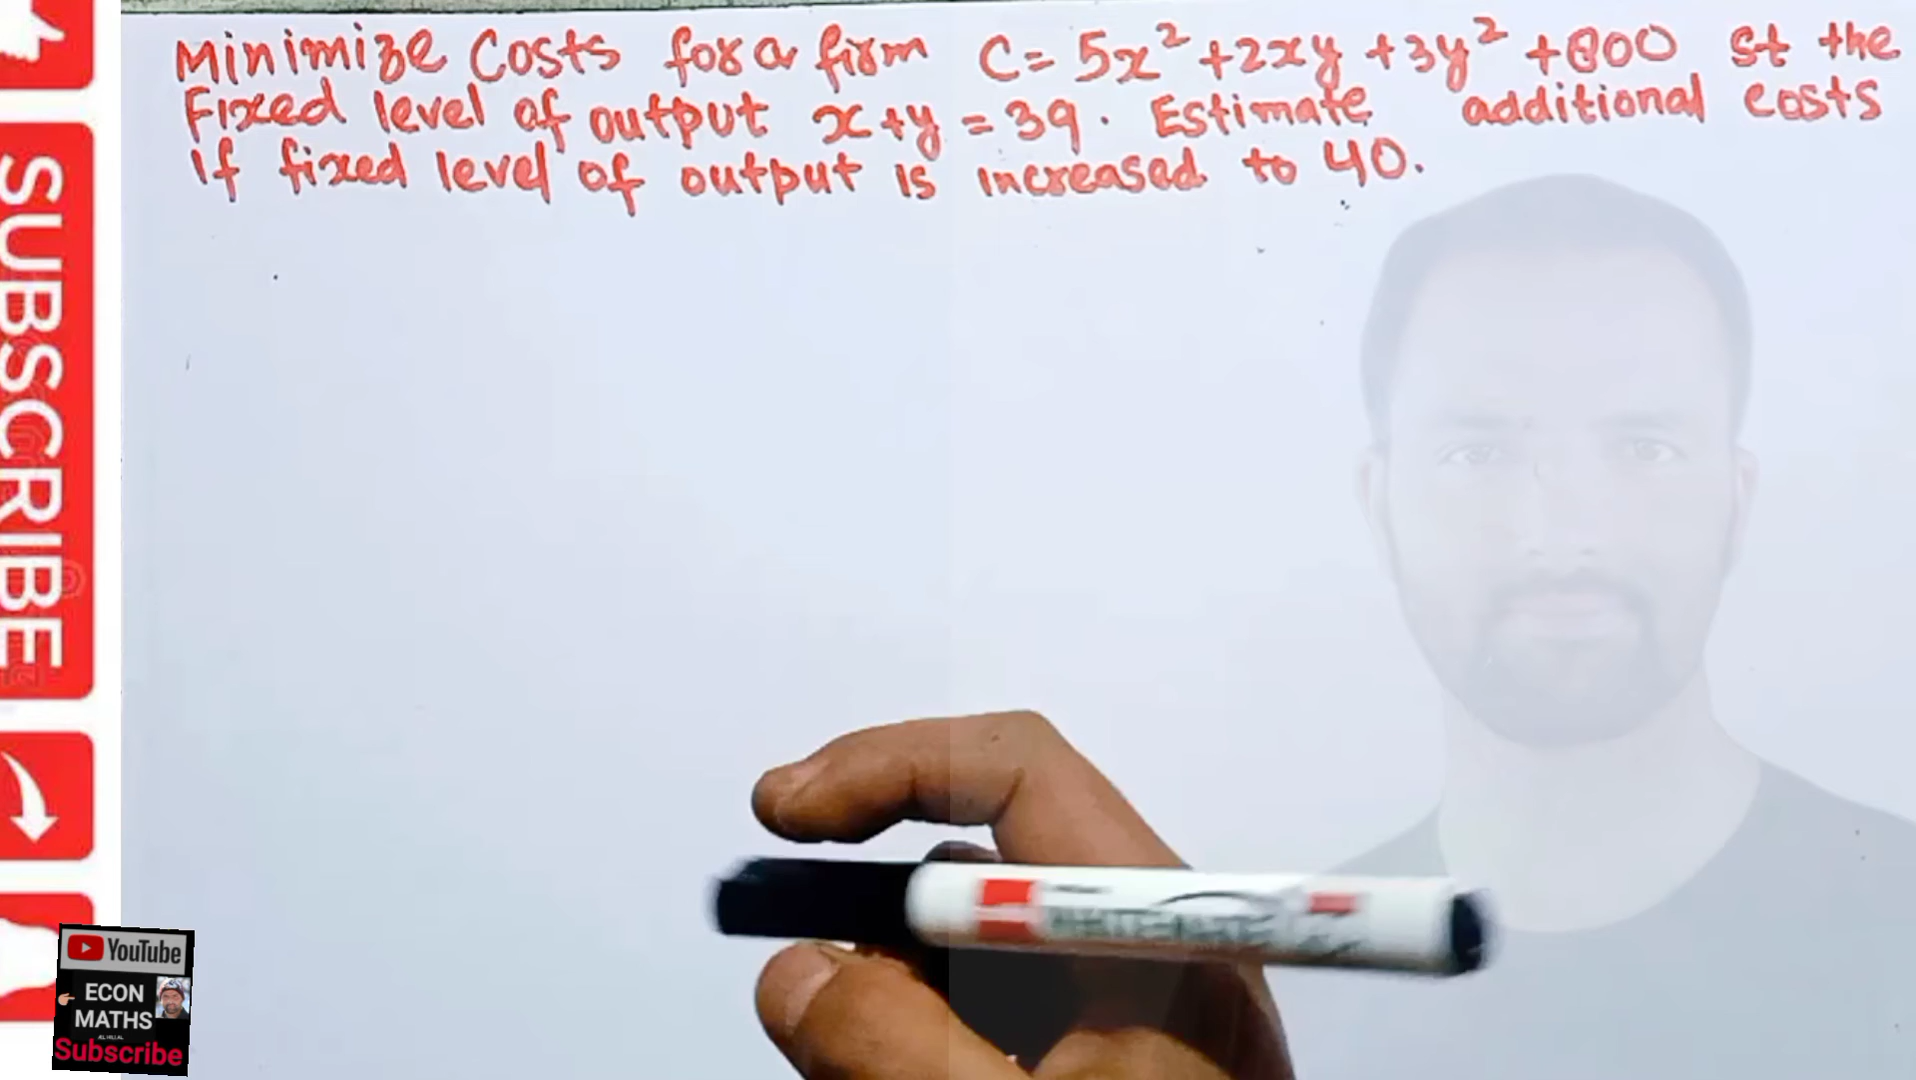 Minimize Costs for a firm C= 5x² +2xy +3y² +800 St the
Fixed level of output x+y = 39. Estimate additional costs
If fixed level of output is increased to 40.
SUBSCRIBE
YouTube
ECON
MATHS
Subscribe